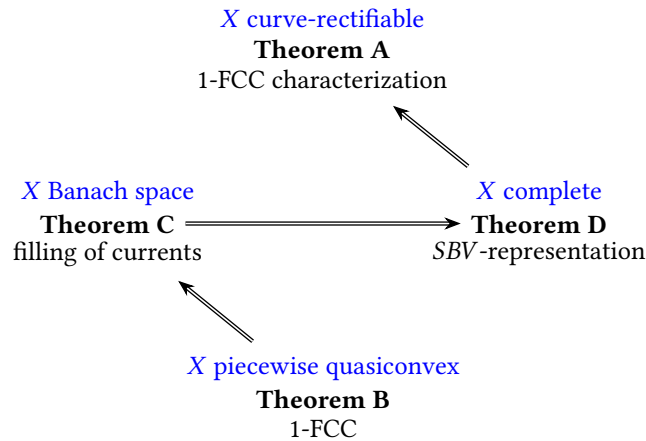 X curve-rectifiable
Theorem A
1-FCC characterization
X Banach space
Theorem C
filling of currents
X complete
Theorem D
SBV-representation
X piecewise quasiconvex
Theorem B
1-FCC